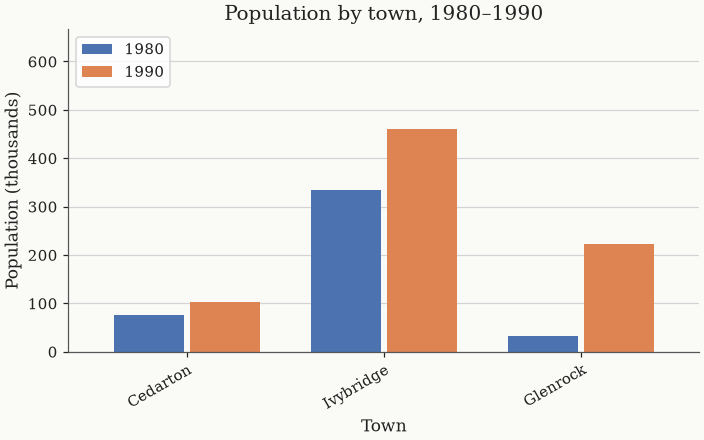 Population by town, 1980–1990
1980
1990
Population (thousands)
600
500
400
300
200
100
0
Cedarton
Ivybridge
Glenrock
Town